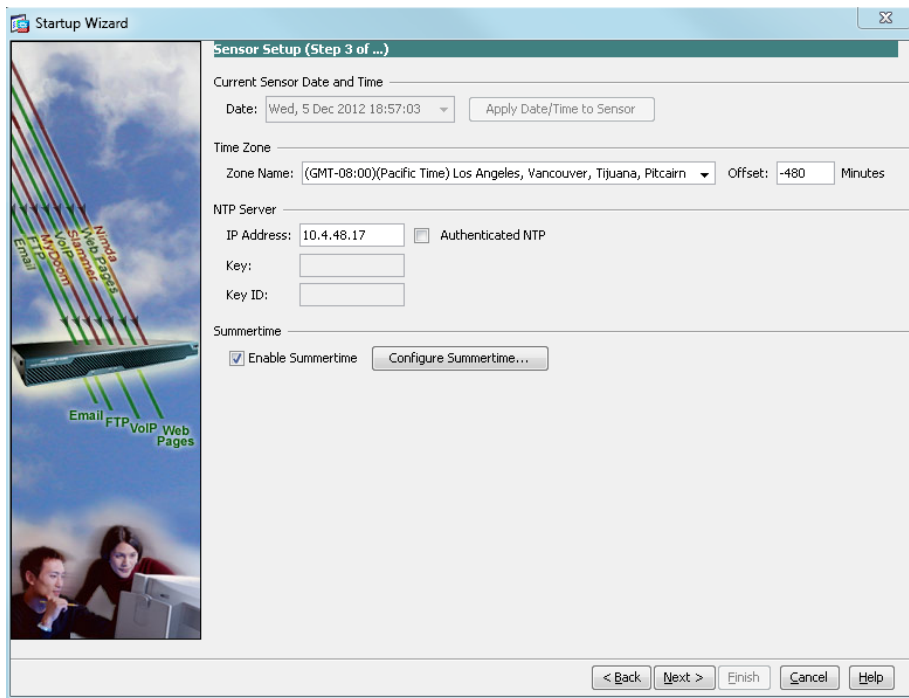 Startup Wizard
Sensor Setup (Step 3 of ...)
Current Sensor Date and Time
Date: Wed, 5 Dec 2012 18:57:03 Apply Date/Time to Sensor
Time Zone
Zone Name: (GMT-08:00)(Pacific Time) Los Angeles, Vancouver, Tijuana, Pitcairn Offset: -480 Minutes
NTP Server
IP Address: 10.4.48.17 Authenticated NTP
Key:
Key ID:
Summertime
Enable Summertime Configure Summertime...
Nimda
Web Pages
Slammer
VoIP
MyDoom
FTP
Email
Email
FTP
VoIP
Web
Pages
< Back Next > Finish Cancel Help